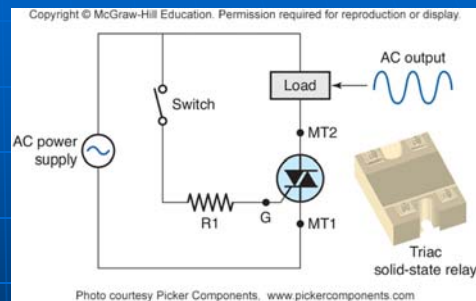 Copyright © McGraw-Hill Education. Permission required for reproduction or display.
AC output
Load
Switch
MT2
AC power
supply
R1
G
MT1
Triac
solid-state relay
Photo courtesy Picker Components, www.pickercomponents.com